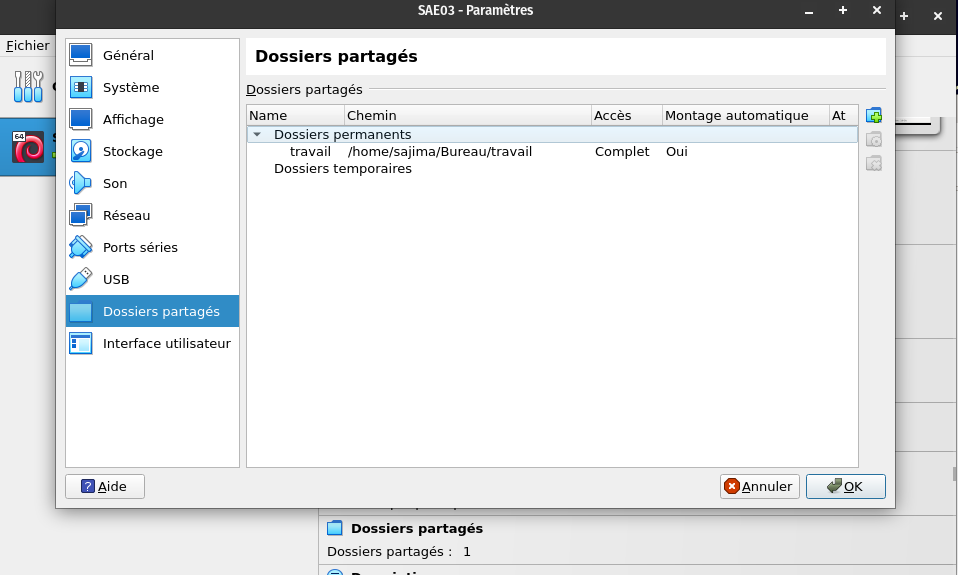 SAE03 - Paramètres
Fichier
Général
Système
Affichage
Stockage
Son
Réseau
Ports séries
USB
Dossiers partagés
Interface utilisateur
Dossiers partagés
Dossiers partagés
Name Chemin Accès Montage automatique At
Dossiers permanents
travail /home/sajima/Bureau/travail Complet Oui
Dossiers temporaires
64
Aide
Annuler
OK
Dossiers partagés
Dossiers partagés : 1